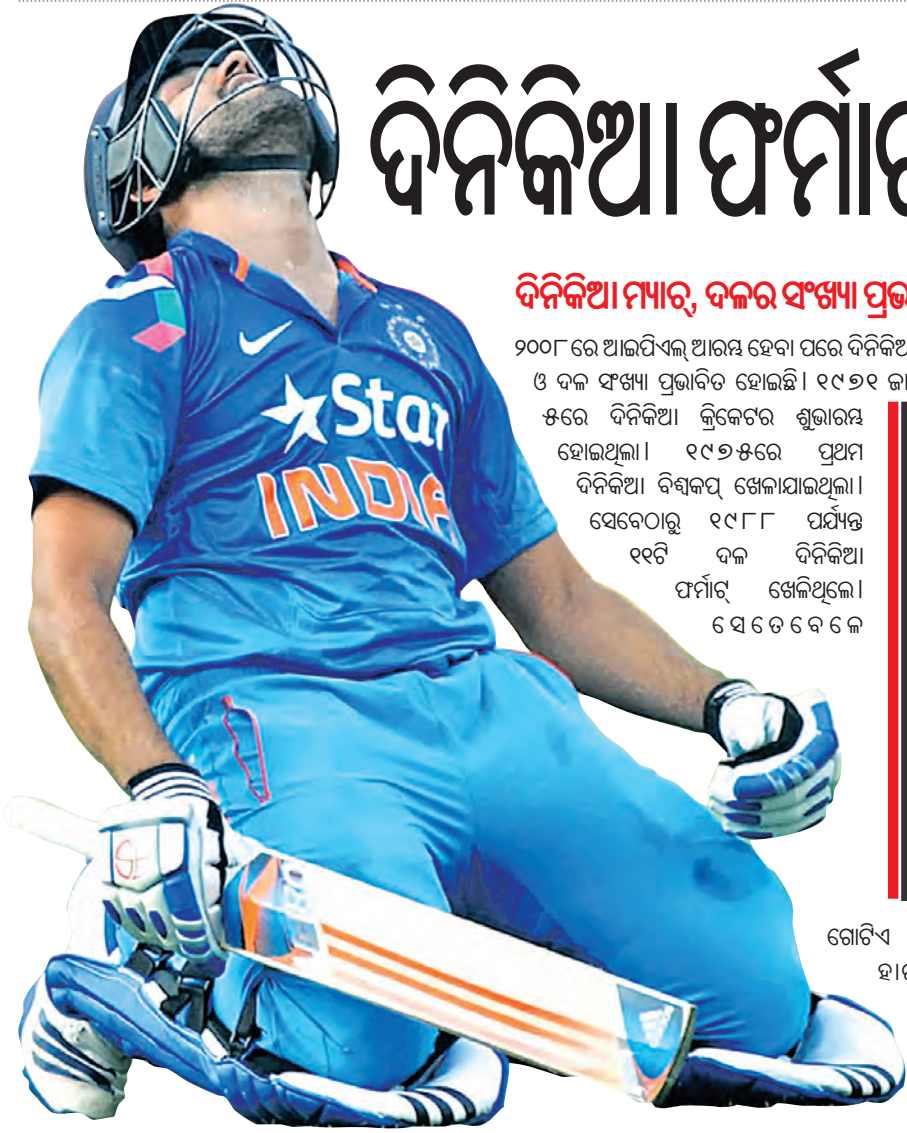 ଦିନିକିଆ ଫର୍ମାଟ
ଦିନିକିଆ ମ୍ୟାଚ୍, ଦଳର ସଂଖ୍ୟା
୨୦୦୮ରେ ଆଇପିଏଲ୍ ଆରମ୍ଭ ହେବା ପରେ ଦିନିକିଆ
ଓ ଦଳ ସଂଖ୍ୟା ପ୍ରଭାବିତ ହୋଇଛି। ୧୯୭୧
୫ରେ ଦିନିକିଆ କ୍ରିକେଟର ଶୁଭାରମ୍ଭ
ହୋଇଥିଲା। ୧୯୭୫ରେ ପ୍ରଥମ
ଦିନିକିଆ ବିଶ୍ୱକପ୍ ଖେଳାଯାଇଥିଲା।
ସେବେଠାରୁ ୧୯୮୮ ପର୍ଯ୍ୟନ୍ତ
୧୧ଟି ଦଳ ଦିନିକିଆ
ଫର୍ମାଟ୍ ଖେଳିଥିଲେ।
ସେତେବେଳେ
Star
INDIA
ଗୋଟିଏ